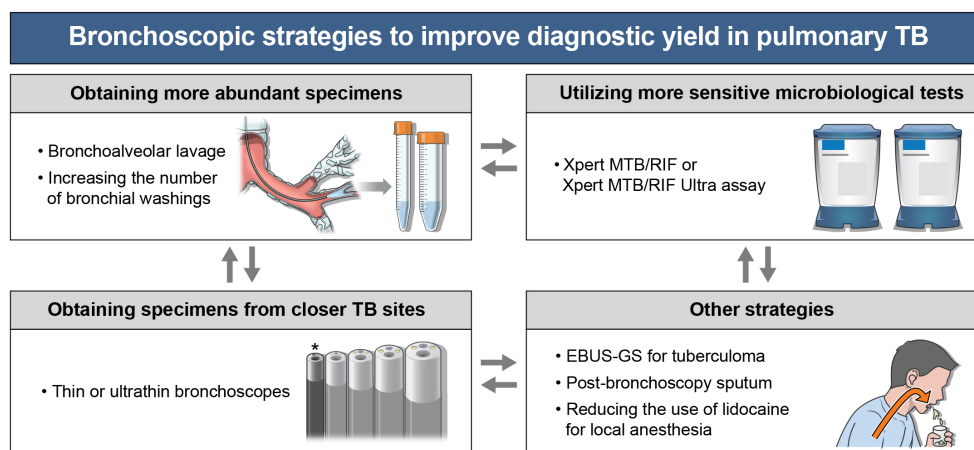 Bronchoscopic strategies to improve diagnostic yield in pulmonary TB
Obtaining more abundant specimens
• Bronchoalveolar lavage
• Increasing the number
of bronchial washings
Utilizing more sensitive microbiological tests
• Xpert MTB/RIF or
Xpert MTB/RIF Ultra assay
Obtaining specimens from closer TB sites
• Thin or ultrathin bronchoscopes
*
Other strategies
• EBUS-GS for tuberculoma
• Post-bronchoscopy sputum
• Reducing the use of lidocaine
for local anesthesia